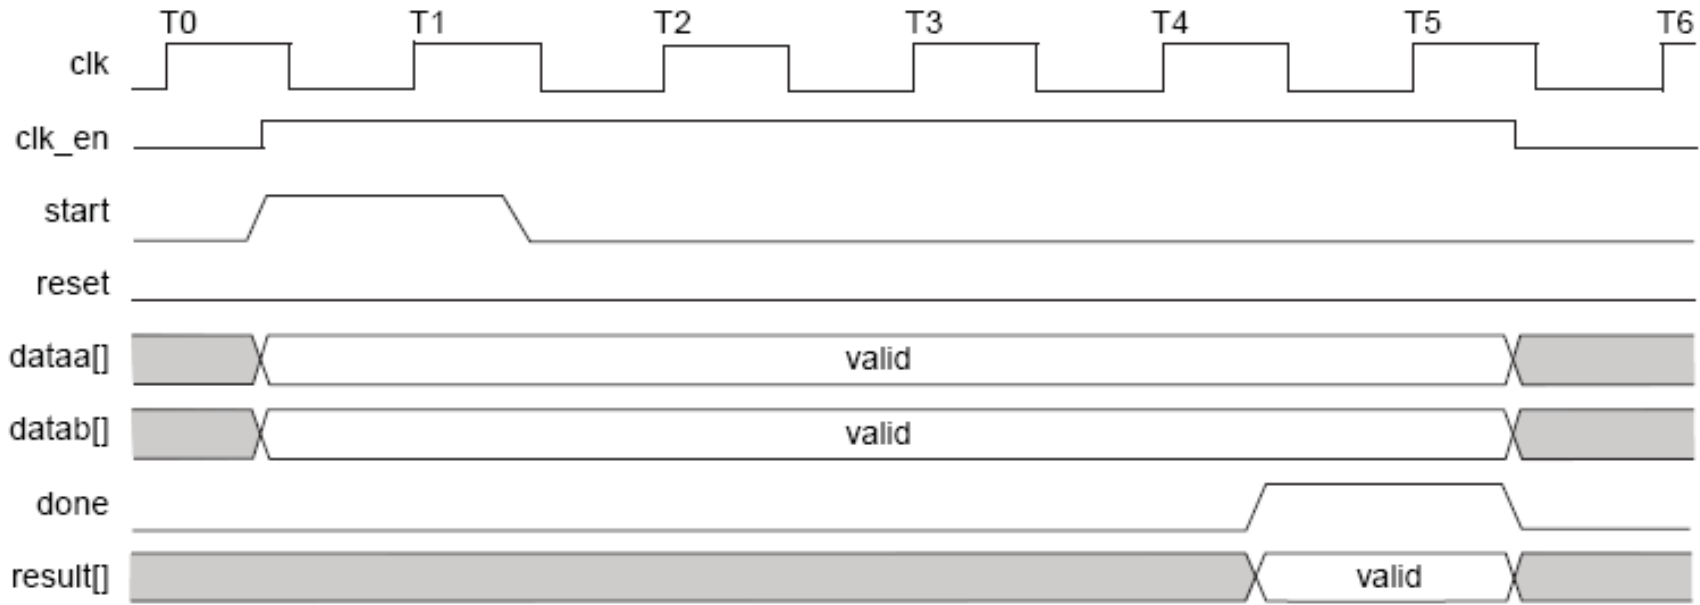 T0 T1 T2 T3 T4 T5 T6
clk
clk_en
start
reset
dataa[] valid
datab[] valid
done
result[] valid